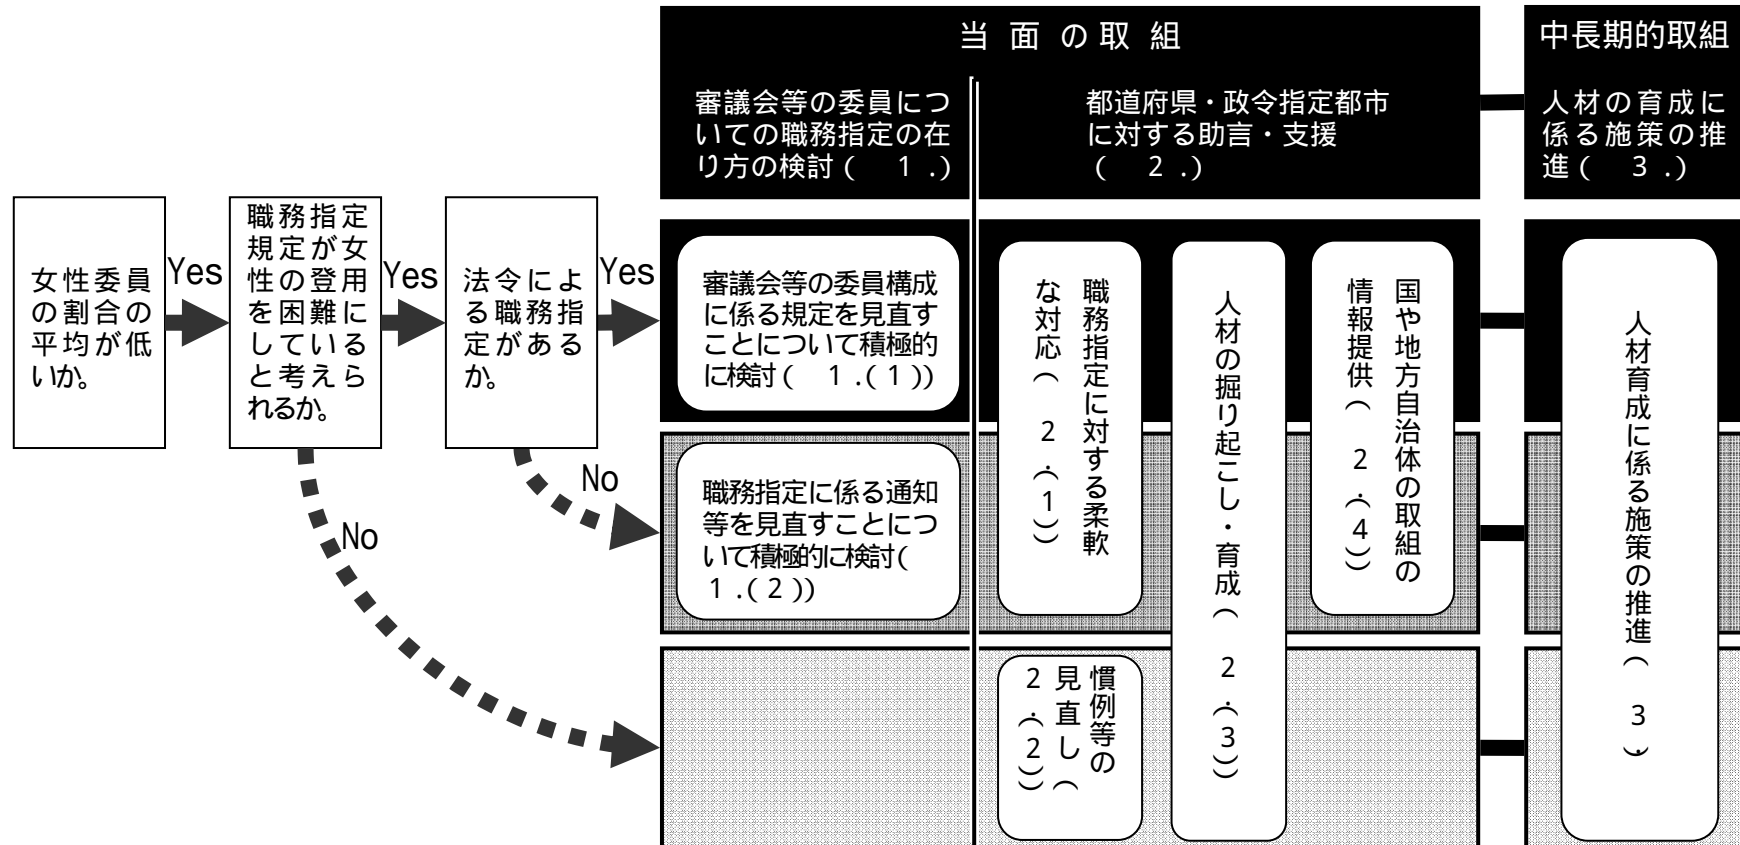 当面の取組
中長期的取組
審議会等の委員につ
いての職務指定の在
り方の検討( 1.)
都道府県・政令指定都市
に対する助言・支援
( 2.)
人材の育成に
係る施策の推
進( 3.)
女性委員
の割合の
平均が低
いか。
Yes
職務指定
規定が女
性の登用
を困難に
している
と考えら
れるか。
Yes
法令によ
る職務指
定がある
か。
Yes
No
No
審議会等の委員構成
に係る規定を見直す
ことについて積極的
に検討( 1.(1))
職務指定に係る通知
等を見直すことにつ
いて積極的に検討(
1.(2))
職務指定に対する柔軟
な対応( 2.(1))
慣例等の
見直し(
2.(2))
人材の掘り起こし・育成( 2.(3))
国や地方自治体の取組の
情報提供( 2.(4))
人材育成に係る施策の推進( 3.)